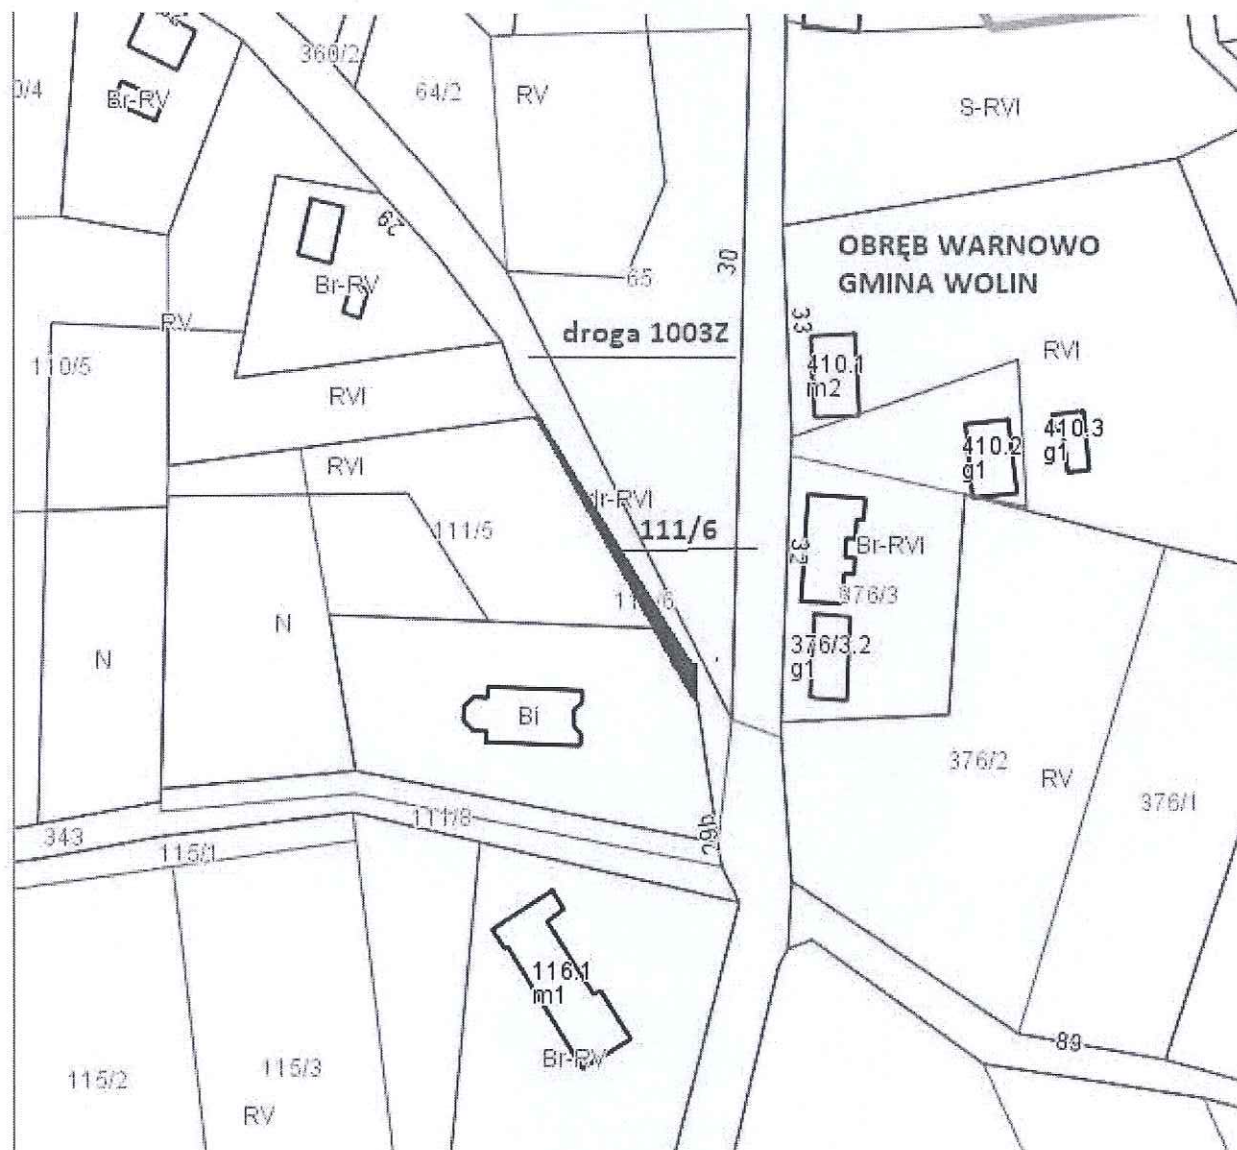 360/2
0/4
Br-RV
64/2
RV
S-RVI
29
OBRĘB WARNOWO
GMINA WOLIN
30
65
Br-RV
RV
33
droga 1003Z
110/5
410.1
m2
RVI
RVI
410.2
g1
410.3
g1
RVI
111/5
111/6
32
Br-RVI
376/3
N
N
376/3.2
g1
Bi
376/2
RV
376/1
343
111/8
29b
115/1
116.1
m1
Br-RV
89
115/2
115/3
RV